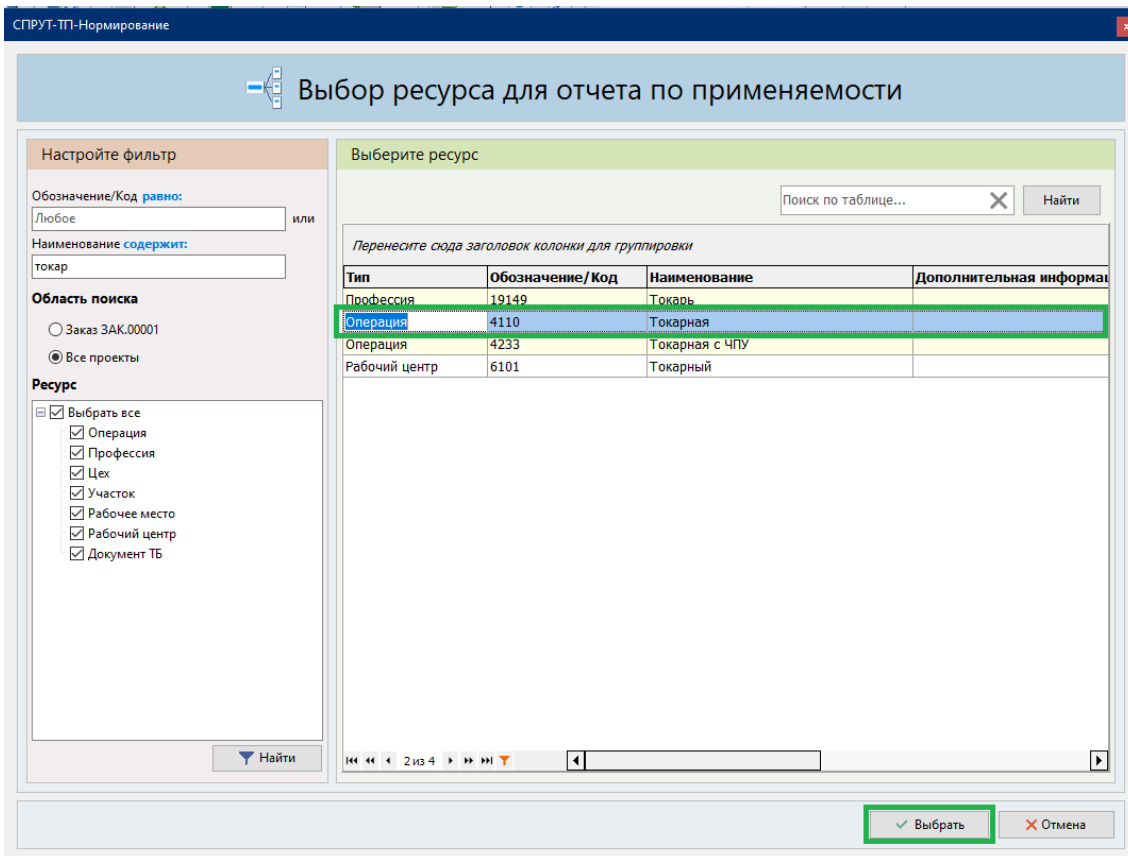 СПРУТ-ТП-Нормирование
Выбор ресурса для отчета по применяемости
Настройте фильтр
Обозначение/Код равно:
Любое
или
Наименование содержит:
токар
Область поиска
Заказ ЗАК.00001
Все проекты
Ресурс
Выбрать все
Операция
Профессия
Цех
Участок
Рабочее место
Рабочий центр
Документ ТБ
Найти
Выберите ресурс
Поиск по таблице... Найти
Перенесите сюда заголовок колонки для группировки
Тип Обозначение/Код Наименование Дополнительная информац
Профессия 19149 Токарь
Операция 4110 Токарная
Операция 4233 Токарная с ЧПУ
Рабочий центр 6101 Токарный
2 из 4
Выбрать Отмена